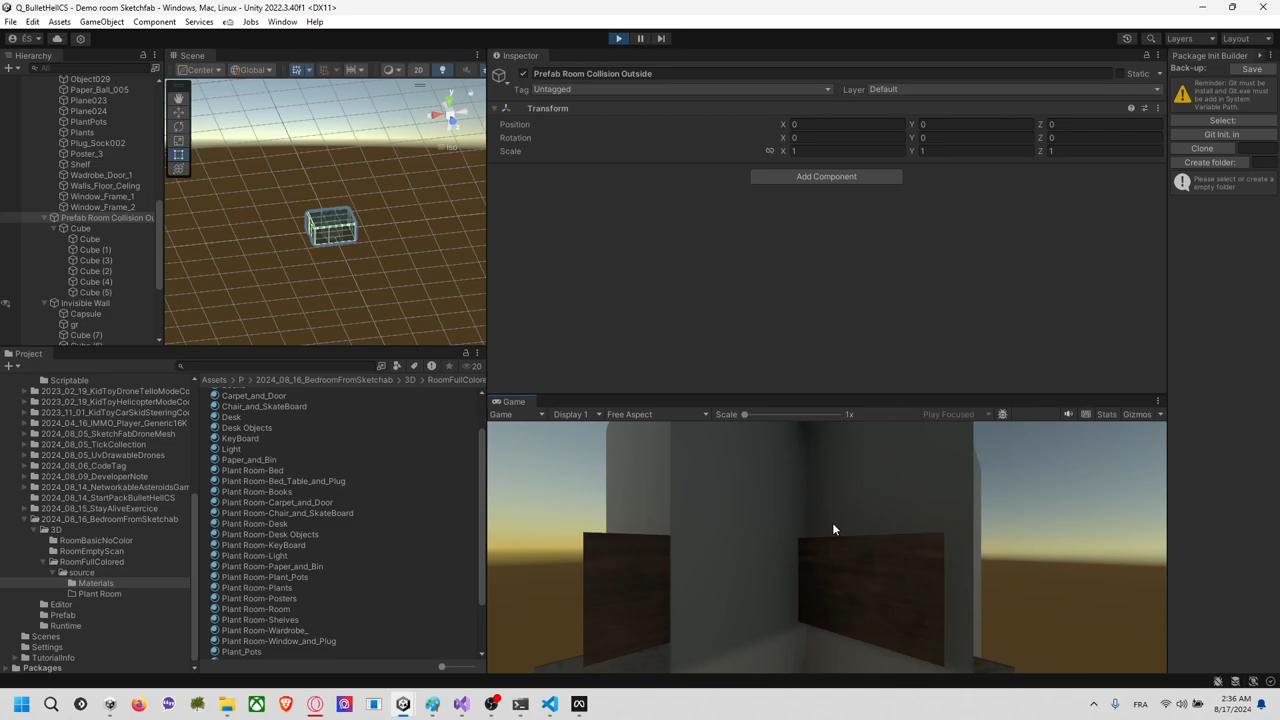 Q_BulletHellCS - Demo room Sketchfab - Windows, Mac, Linux - Unity 2022.3.40f1 <DX11>
File Edit Assets GameObject Component Services Jobs Window Help
ÉS
Layers Layout
Hierarchy
All
Object029
Paper_Ball_005
Plane023
Plane024
PlantPots
Plants
Plug_Sock002
Poster_3
Shelf
Wadrobe_Door_1
Walls_Floor_Celing
Window_Frame_1
Window_Frame_2
Prefab Room Collision Ou
Cube
Cube
Cube (1)
Cube (3)
Cube (2)
Cube (4)
Cube (5)
Invisible Wall
Capsule
gr
Cube (7)
Scene
Center Global 2D
y
Iso
Inspector
Prefab Room Collision Outside Static
Tag Untagged Layer Default
Transform
Position X 0 Y 0 Z 0
Rotation X 0 Y 0 Z 0
Scale X 1 Y 1 Z 1
Add Component
Package Init Builder
Back-up: Save
Reminder: Git must be install and Git.exe must be add in System Variable Path.
Select:
Git Init. in
Clone
Create folder:
Please select or create a empty folder
Project
20
Scriptable
2023_02_19_KidToyDroneTelloModeCo
2023_02_19_KidToyHelicopterModeCo
2023_11_01_KidToyCarSkidSteeringCo
2024_04_16_IMMO_Player_Generic16K
2024_08_05_SketchFabDroneMesh
2024_08_05_TickCollection
2024_08_05_UvDrawableDrones
2024_08_06_CodeTag
2024_08_09_DeveloperNote
2024_08_14_NetworkableAsteroidsGam
2024_08_14_StartPackBulletHellCS
2024_08_15_StayAliveExercice
2024_08_16_BedroomFromSketchab
3D
RoomBasicNoColor
RoomEmptyScan
RoomFullColored
source
Materials
Plant Room
Editor
Prefab
Runtime
Scenes
Settings
TutorialInfo
Packages
Assets > P > 2024_08_16_BedroomFromSketchab > 3D > RoomFullColore
Carpet_and_Door
Chair_and_SkateBoard
Desk
Desk Objects
KeyBoard
Light
Paper_and_Bin
Plant Room-Bed
Plant Room-Bed_Table_and_Plug
Plant Room-Books
Plant Room-Carpet_and_Door
Plant Room-Chair_and_SkateBoard
Plant Room-Desk
Plant Room-Desk Objects
Plant Room-KeyBoard
Plant Room-Light
Plant Room-Paper_and_Bin
Plant Room-Plant_Pots
Plant Room-Plants
Plant Room-Posters
Plant Room-Room
Plant Room-Shelves
Plant Room-Wardrobe_
Plant Room-Window_and_Plug
Plant_Pots
Game
Game Display 1 Free Aspect Scale 1x Play Focused Stats Gizmos
FRA
2:36 AM
8/17/2024